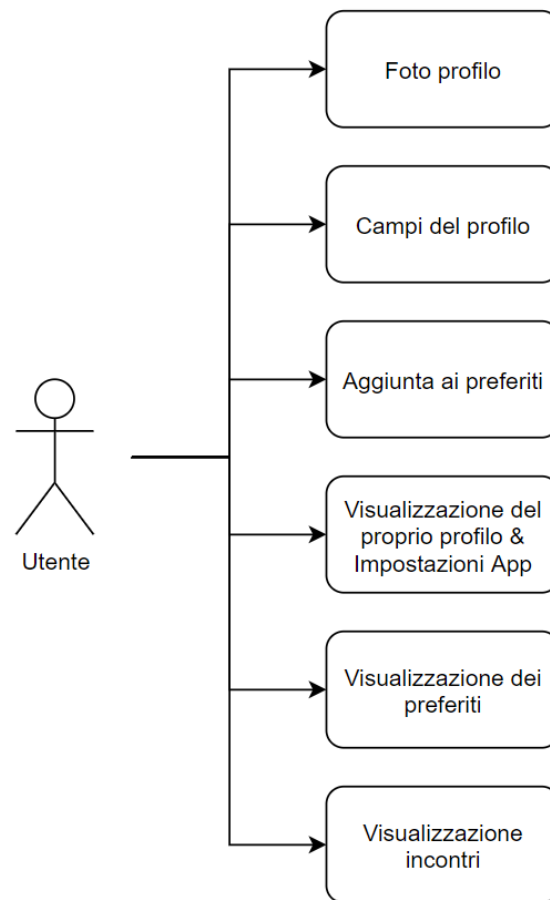 Foto profilo
Campi del profilo
Aggiunta ai preferiti
Visualizzazione del
proprio profilo &
Impostazioni App
Utente
Visualizzazione dei
preferiti
Visualizzazione
incontri